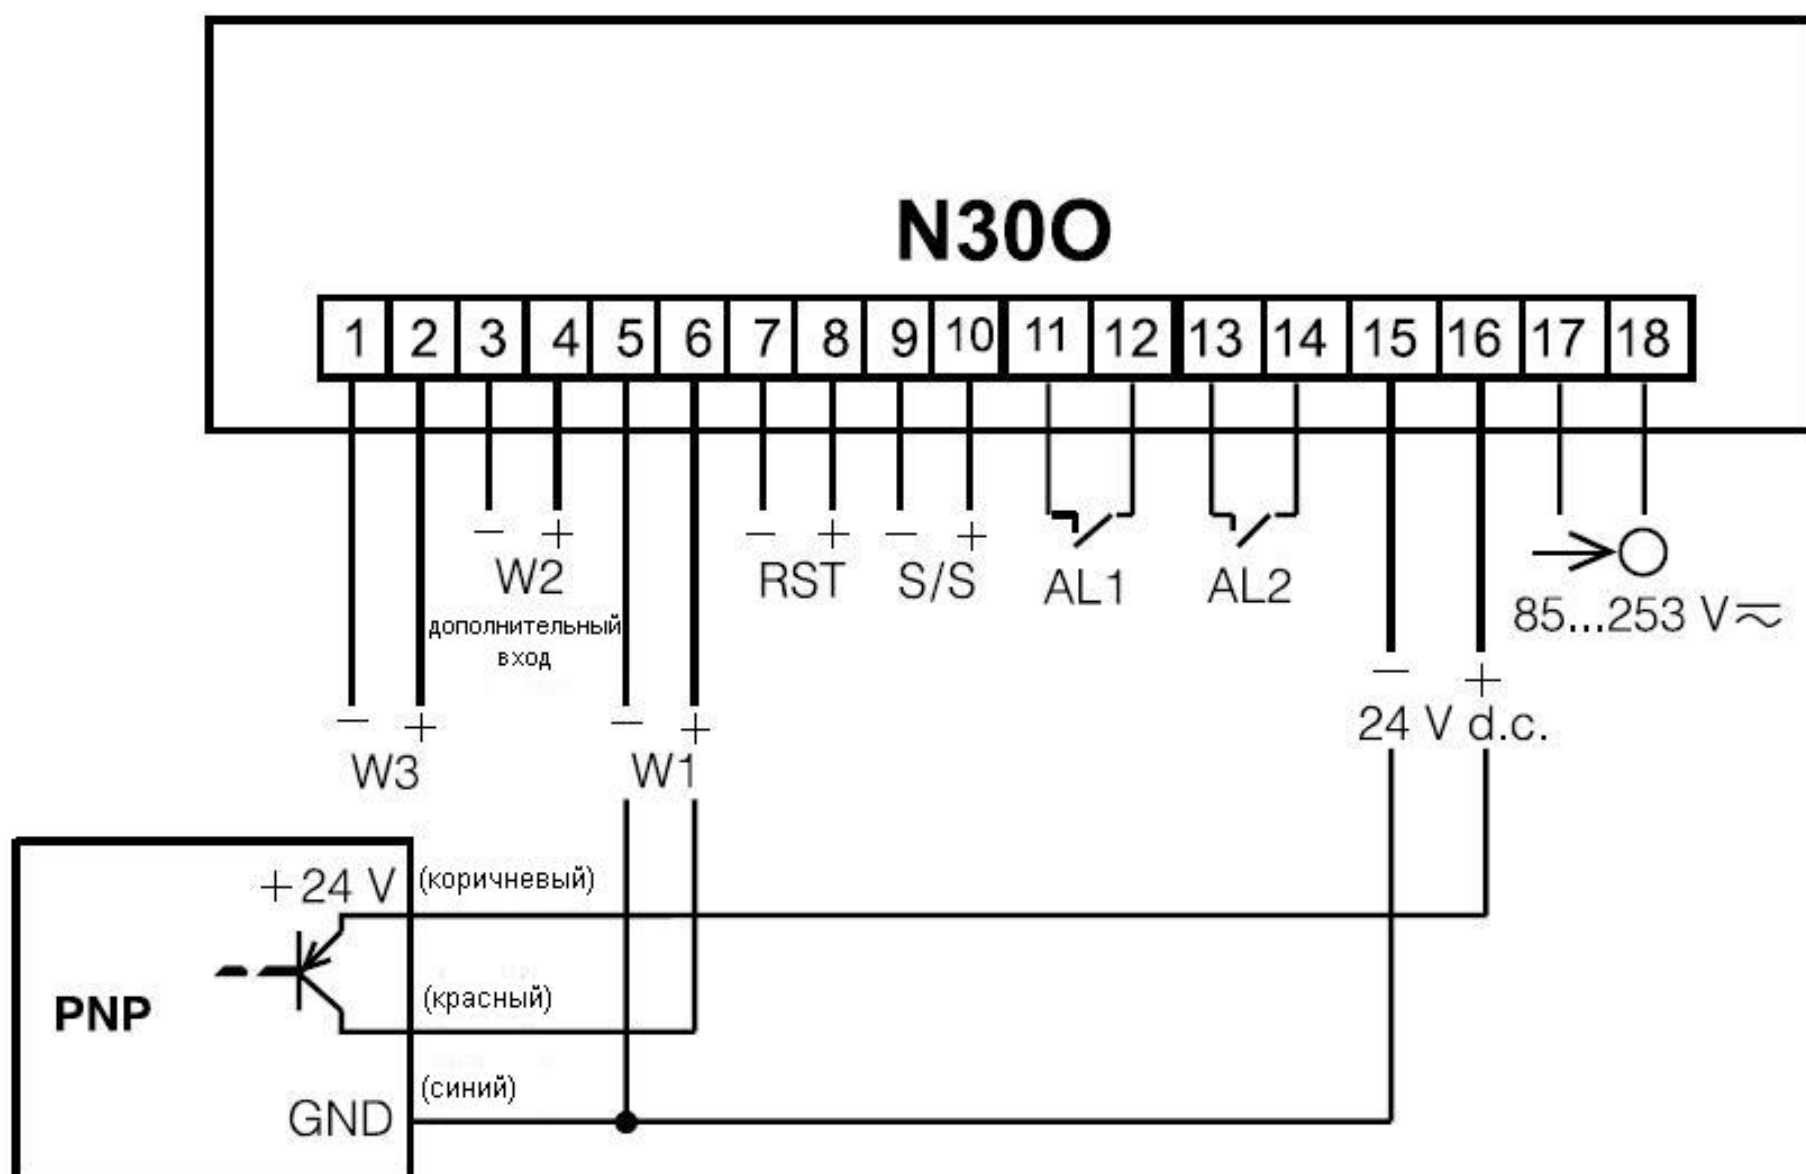 N30O
1 2 3 4 5 6 7 8 9 10 11 12 13 14 15 16 17 18
− + − + − + − +
W2 RST S/S AL1 AL2
85...253 V≂
дополнительный
вход
− + − + − +
24 V d.c.
W3 W1
+24 V (коричневый)
(красный)
PNP
(синий)
GND